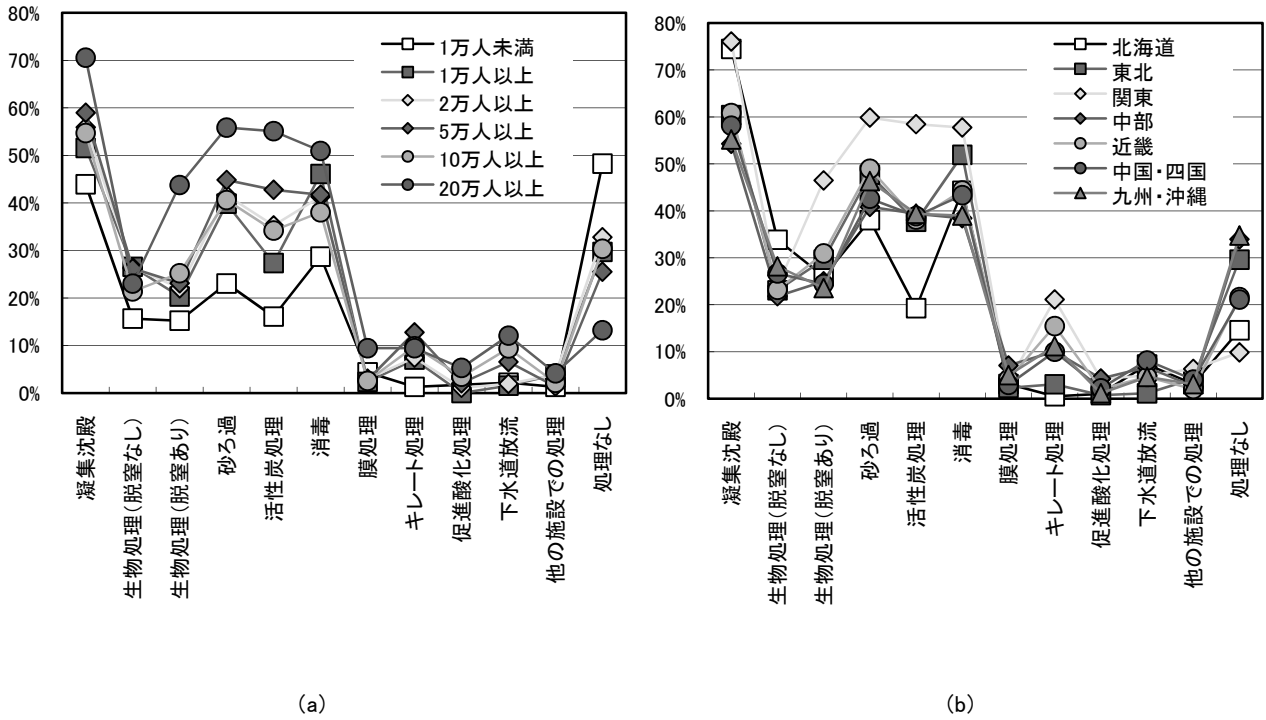 80%
70%
60%
50%
40%
30%
20%
10%
0%
1万人未満
1万人以上
2万人以上
5万人以上
10万人以上
20万人以上
凝集沈殿
生物処理(脱窒なし)
生物処理(脱窒あり)
砂ろ過
活性炭処理
消毒
膜処理
キレート処理
促進酸化処理
下水道放流
他の施設での処理
処理なし
(a)
80%
70%
60%
50%
40%
30%
20%
10%
0%
北海道
東北
関東
中部
近畿
中国・四国
九州・沖縄
凝集沈殿
生物処理(脱窒なし)
生物処理(脱窒あり)
砂ろ過
活性炭処理
消毒
膜処理
キレート処理
促進酸化処理
下水道放流
他の施設での処理
処理なし
(b)